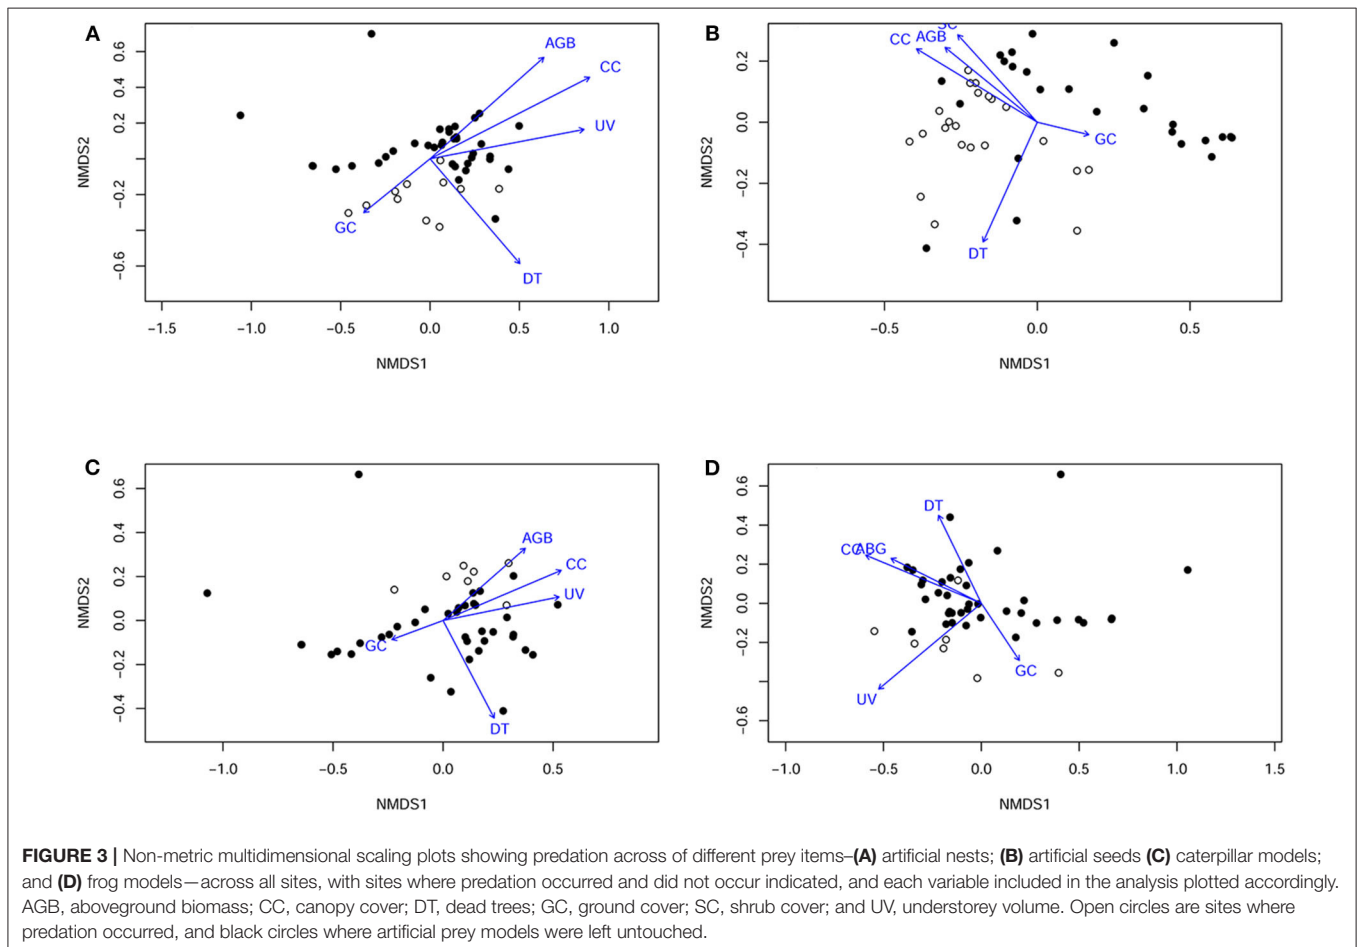 A
AGB
CC
UV
GC
DT
0.6
0.4
0.2
−0.2
−0.6
NMDS2
−1.5
−1.0
−0.5
0.0
0.5
1.0
NMDS1
B
SC
AGB
CC
GC
DT
0.2
0.0
−0.2
−0.4
NMDS2
−0.5
0.0
0.5
NMDS1
C
AGB
CC
UV
GC
DT
0.6
0.4
0.2
0.0
−0.2
−0.4
NMDS2
−1.0
−0.5
0.0
0.5
NMDS1
D
DT
CC
ABG
UV
GC
0.6
0.4
0.2
0.0
−0.2
−0.6
NMDS2
−1.0
−0.5
0.0
0.5
1.0
1.5
NMDS1
FIGURE 3 | Non-metric multidimensional scaling plots showing predation across of different prey items–(A) artificial nests; (B) artificial seeds (C) caterpillar models;
and (D) frog models—across all sites, with sites where predation occurred and did not occur indicated, and each variable included in the analysis plotted accordingly.
AGB, aboveground biomass; CC, canopy cover; DT, dead trees; GC, ground cover; SC, shrub cover; and UV, understorey volume. Open circles are sites where
predation occurred, and black circles where artificial prey models were left untouched.